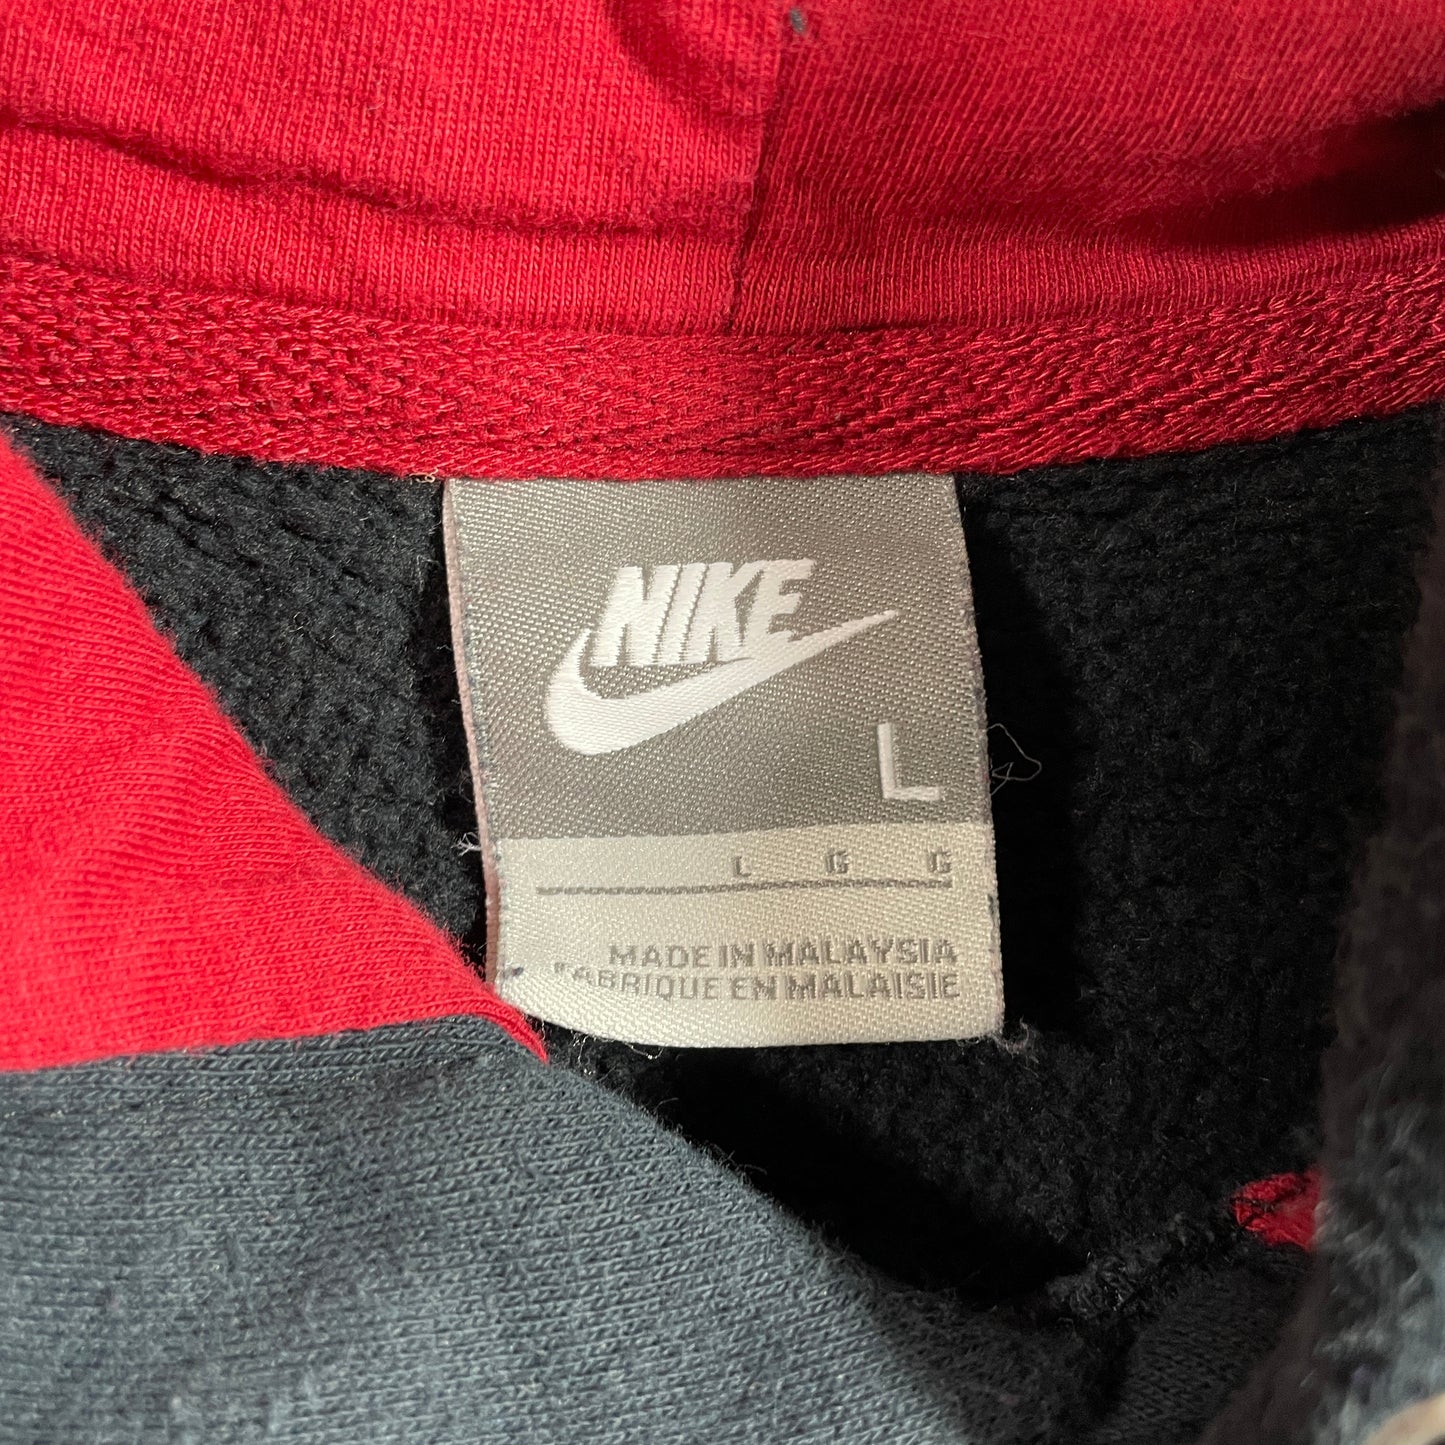 NIKE
L
L G G
MADE IN MALAYSIA
FABRIQUE EN MALAISIE